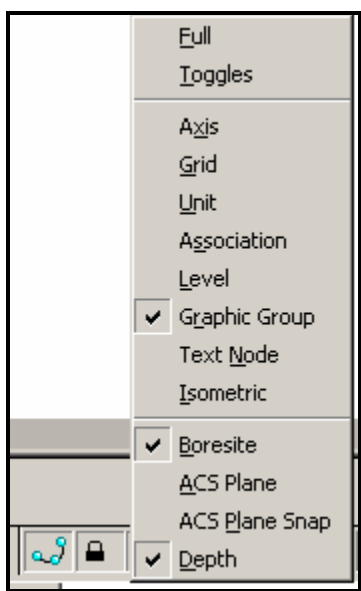 Full
Toggles
Axis
Grid
Unit
Association
Level
Graphic Group
Text Node
Isometric
Boresite
ACS Plane
ACS Plane Snap
Depth